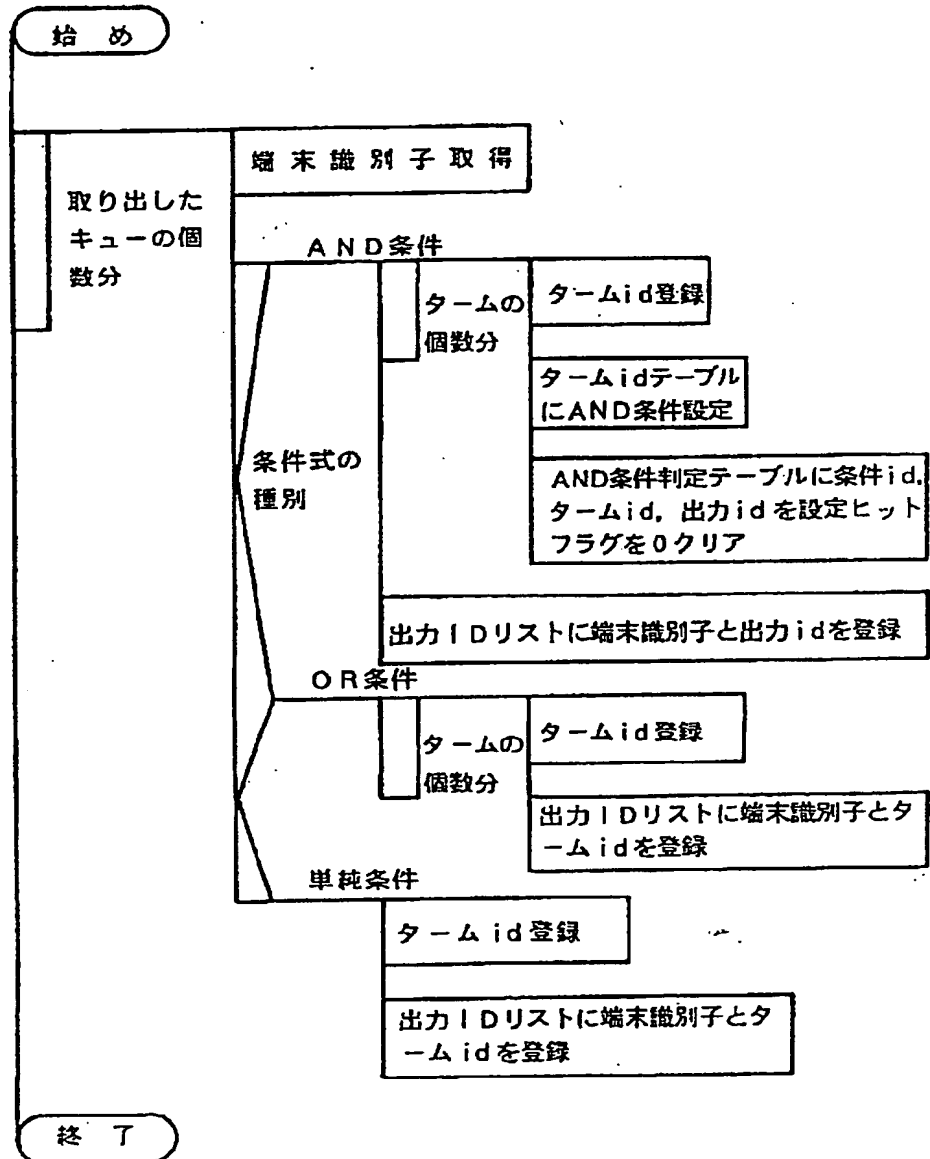 始め
端末識別子取得
取り出した
キューの個
数分
AND条件
タームの
個数分
タームid登録
タームidテーブル
にAND条件設定
AND条件判定テーブルに条件id,
タームid, 出力idを設定ヒット
フラグを0クリア
条件式の
種別
出力IDリストに端末識別子と出力idを登録
OR条件
タームの
個数分
タームid登録
出力IDリストに端末識別子とタ
ームidを登録
単純条件
タームid登録
出力IDリストに端末識別子とタ
ームidを登録
終了